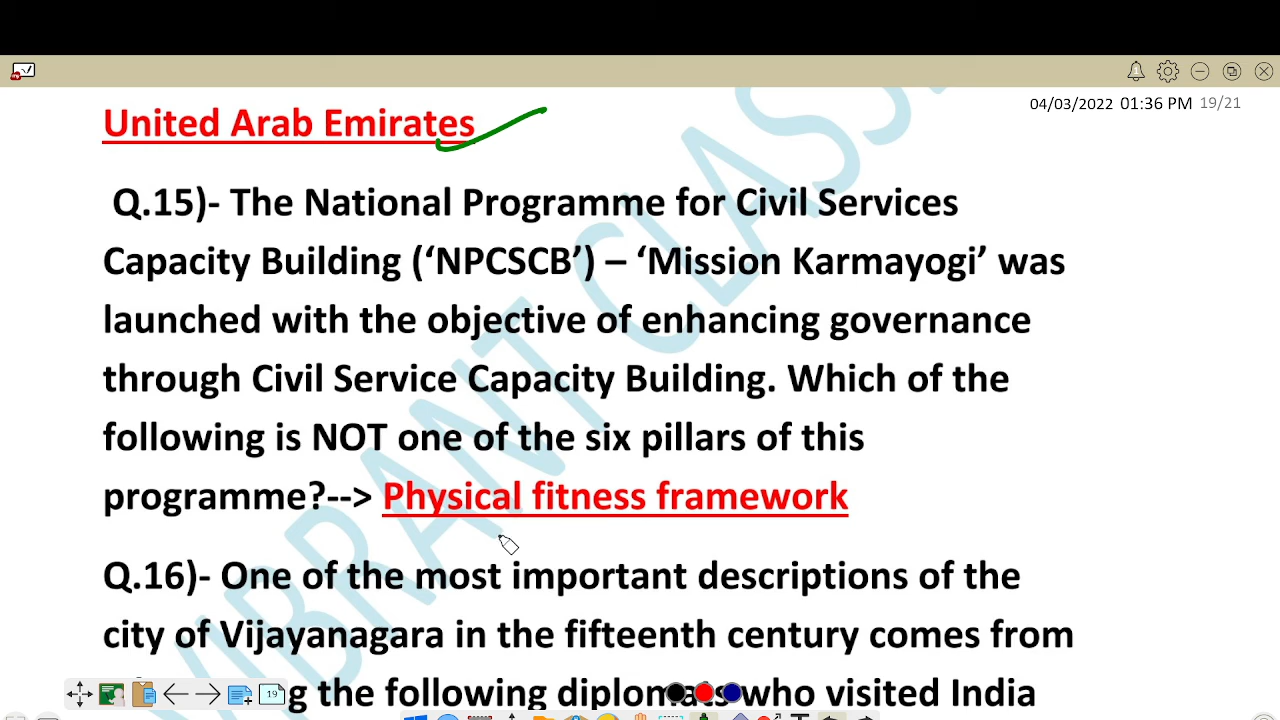 04/03/2022 01:36 PM 19/21
United Arab Emirates
Q.15)- The National Programme for Civil Services
Capacity Building (‘NPCSCB’) – ‘Mission Karmayogi’ was
launched with the objective of enhancing governance
through Civil Service Capacity Building. Which of the
following is NOT one of the six pillars of this
programme?--> Physical fitness framework
Q.16)- One of the most important descriptions of the
city of Vijayanagara in the fifteenth century comes from
the following diplomats who visited India
19
VIBRANT CLASSES